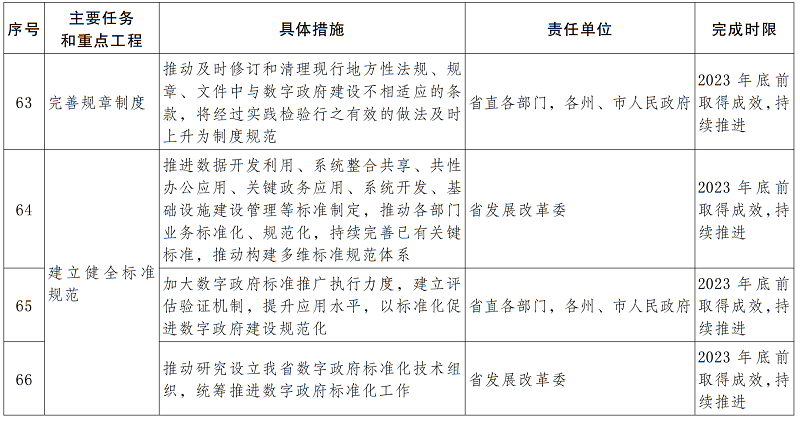 序号
主要任务
和重点工程
具体措施
责任单位
完成时限
63
完善规章制度
推动及时修订和清理现行地方性法规、规
章、文件中与数字政府建设不相适应的条
款，将经过实践检验行之有效的做法及时
上升为制度规范
省直各部门，各州、市人民政府
2023 年底前
取得成效，持
续推进
64
建立健全标准
规范
推进数据开发利用、系统整合共享、共性
办公应用、关键政务应用、系统开发、基
础设施建设管理等标准制定，推动各部门
业务标准化、规范化，持续完善已有关键
标准，推动构建多维标准规范体系
省发展改革委
2023 年底前
取得成效，持
续推进
65
加大数字政府标准推广执行力度，建立评
估验证机制，提升应用水平，以标准化促
进数字政府建设规范化
省直各部门，各州、市人民政府
2023 年底前
取得成效，持
续推进
66
推动研究设立我省数字政府标准化技术组
织，统筹推进数字政府标准化工作
省发展改革委
2023 年底前
取得成效，持
续推进